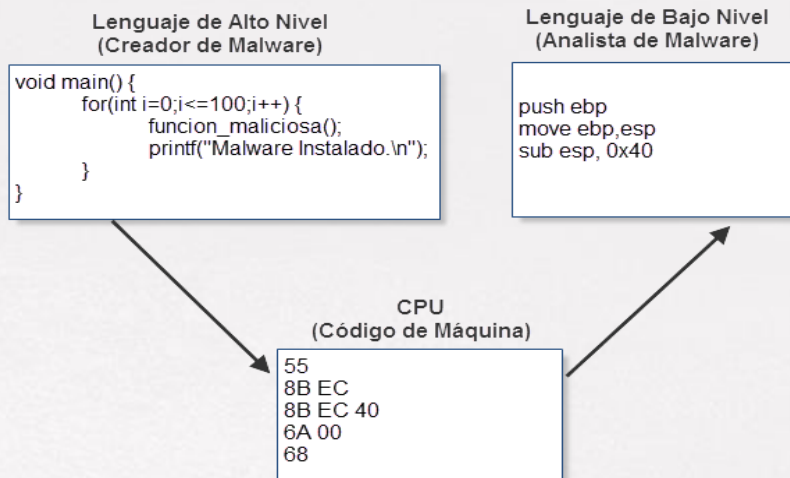 Lenguaje de Alto Nivel
(Creador de Malware)
void main() {
for(int i=0;i<=100;i++) {
funcion_maliciosa();
printf("Malware Instalado.\n");
}
}
Lenguaje de Bajo Nivel
(Analista de Malware)
push ebp
move ebp,esp
sub esp, 0x40
CPU
(Código de Máquina)
55
8B EC
8B EC 40
6A 00
68